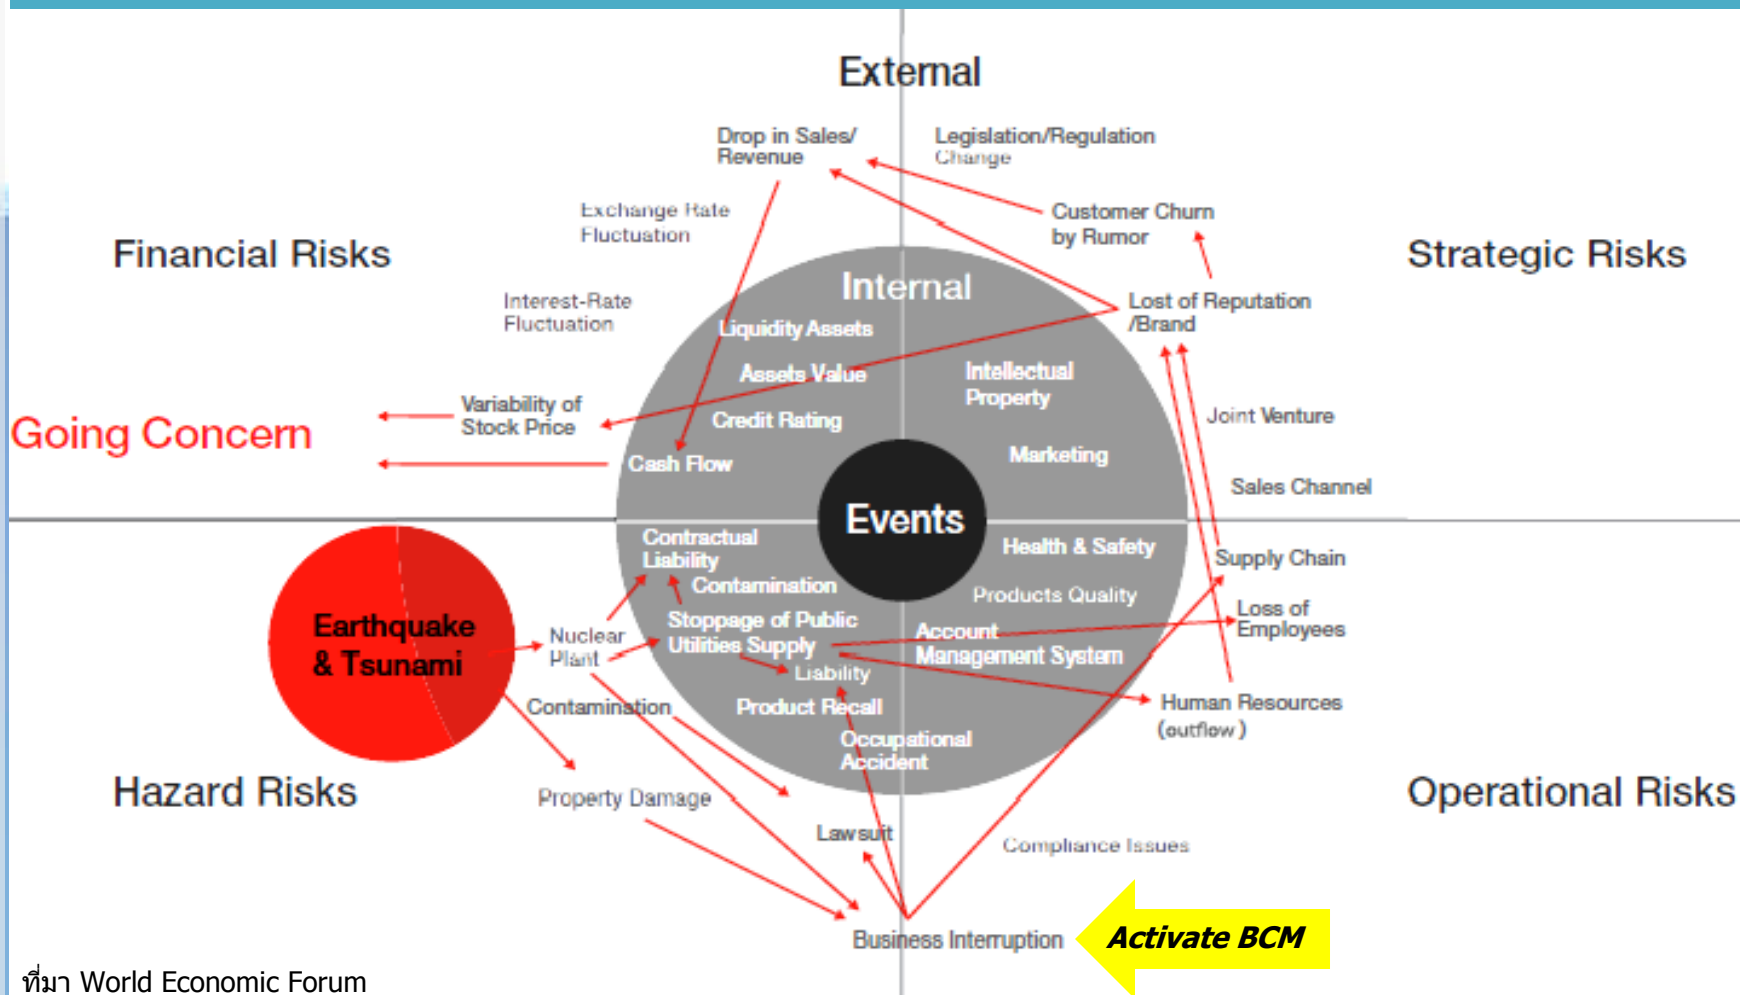 External
Drop in Sales/
Revenue
Legislation/Regulation
Change
Exchange Rate
Fluctuation
Customer Churn
by Rumor
Financial Risks
Strategic Risks
Internal
Interest-Rate
Fluctuation
Liquidity Assets
Lost of Reputation
/Brand
Assets Value
Intellectual
Property
Variability of
Stock Price
Credit Rating
Joint Venture
Going Concern
Cash Flow
Marketing
Sales Channel
Events
Contractual
Liability
Health & Safety
Supply Chain
Contamination
Products Quality
Earthquake
& Tsunami
Nuclear
Plant
Stoppage of Public
Utilities Supply
Account
Management System
Loss of
Employees
Liability
Contamination
Product Recall
Human Resources
(outflow)
Occupational
Accident
Hazard Risks
Property Damage
Operational Risks
Lawsuit
Compliance Issues
Business Interruption
Activate BCM
ที่มา World Economic Forum